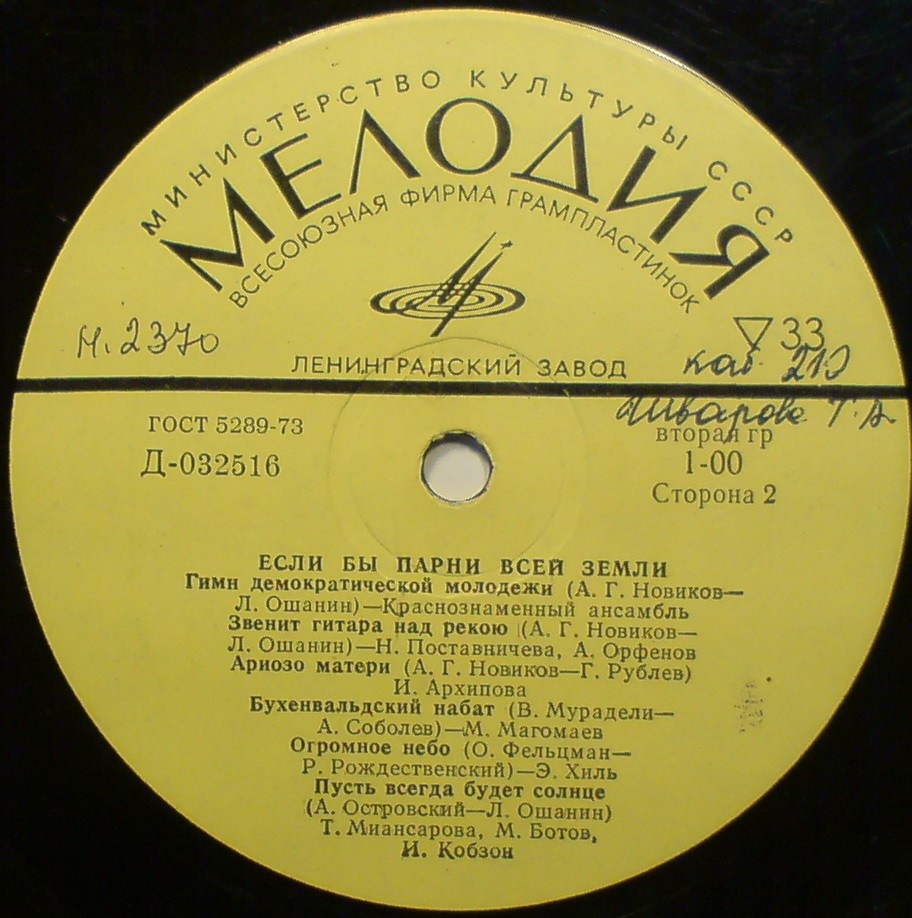 МИНИСТЕРСТВО КУЛЬТУРЫ СССР
МЕЛОДИЯ
ВСЕСОЮЗНАЯ ФИРМА ГРАМПЛАСТИНОК
Н. 2370
33
ЛЕНИНГРАДСКИЙ ЗАВОД
каб. 210
Т. А.
ГОСТ 5289-73
вторая гр
Д-032516
1-00
Сторона 2
ЕСЛИ БЫ ПАРНИ ВСЕЙ ЗЕМЛИ
Гимн демократической молодежи (А. Г. Новиков—
Л. Ошанин)—Краснознаменный ансамбль
Звенит гитара над рекою (А. Г. Новиков—
Л. Ошанин)—Н. Поставничева, А. Орфенов
Ариозо матери (А. Г. Новиков—Г. Рублев)
И. Архипова
Бухенвальдский набат (В. Мурадели—
А. Соболев)—М. Магомаев
Огромное небо (О. Фельцман—
Р. Рождественский)—Э. Хиль
Пусть всегда будет солнце
(А. Островский—Л. Ошанин)
Т. Миансарова, М. Ботов,
И. Кобзон